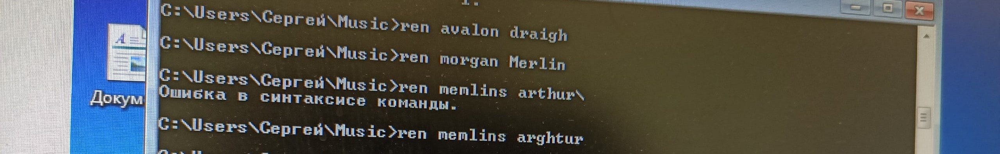 C:\Users\Сергей\Music>ren avalon draigh
C:\Users\Сергей\Music>ren morgan Merlin
C:\Users\Сергей\Music>ren memlins arthur\
Ошибка в синтаксисе команды.
C:\Users\Сергей\Music>ren memlins arghtur
Докум